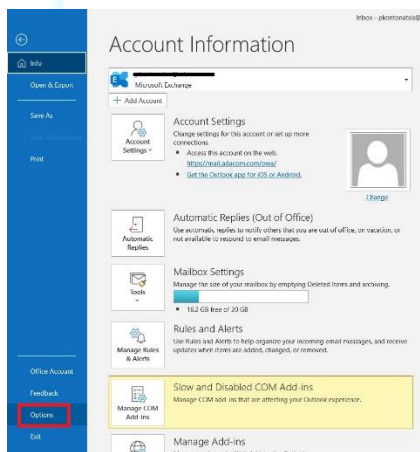 Inbox - pkontonatsis@
Account Information
Info
Open & Export
Save As
Save Attachments
Print
Office Account
Feedback
Options
Exit
Microsoft Exchange
+ Add Account
Account Settings
Account Settings
Change settings for this account or set up more connections.
Access this account on the web.
https://mail.adacom.com/owa/
Get the Outlook app for iOS or Android.
Change
Automatic Replies
Automatic Replies (Out of Office)
Use automatic replies to notify others that you are out of office, on vacation, or
not available to respond to email messages.
Tools
Mailbox Settings
Manage the size of your mailbox by emptying Deleted Items and archiving.
16.2 GB free of 20 GB
Manage Rules
& Alerts
Rules and Alerts
Use Rules and Alerts to help organize your incoming email messages, and receive
updates when items are added, changed, or removed.
Manage COM
Add-ins
Slow and Disabled COM Add-ins
Manage COM add-ins that are affecting your Outlook experience.
Manage Add-ins